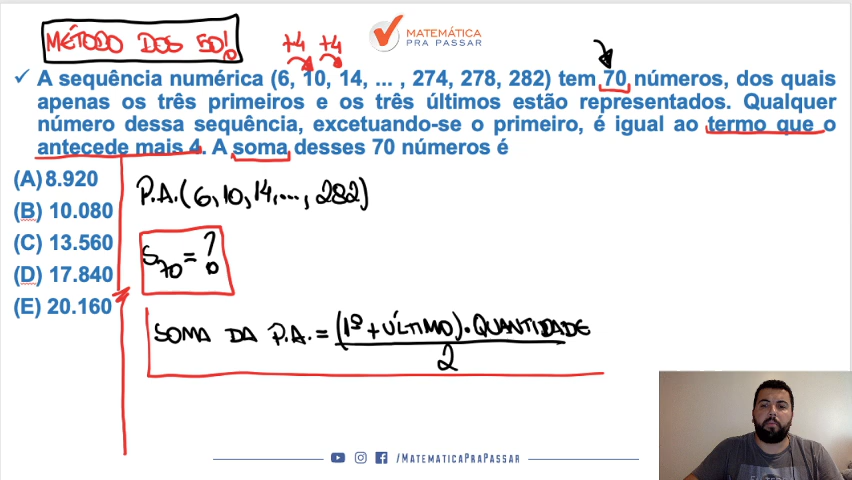 MÉTODO DOS 50!
+4 +4
MATEMÁTICA
PRA PASSAR
A sequência numérica (6, 10, 14, ... , 274, 278, 282) tem 70 números, dos quais
apenas os três primeiros e os três últimos estão representados. Qualquer
número dessa sequência, excetuando-se o primeiro, é igual ao termo que o
antecede mais 4. A soma desses 70 números é
(A) 8.920
(B) 10.080
(C) 13.560
(D) 17.840
(E) 20.160
P.A.(6,10,14,...,282)
S70 = ?
SOMA DA P.A. = (1º + ÚLTIMO).QUANTIDADE
2
/MATEMATICAPRAPASSAR